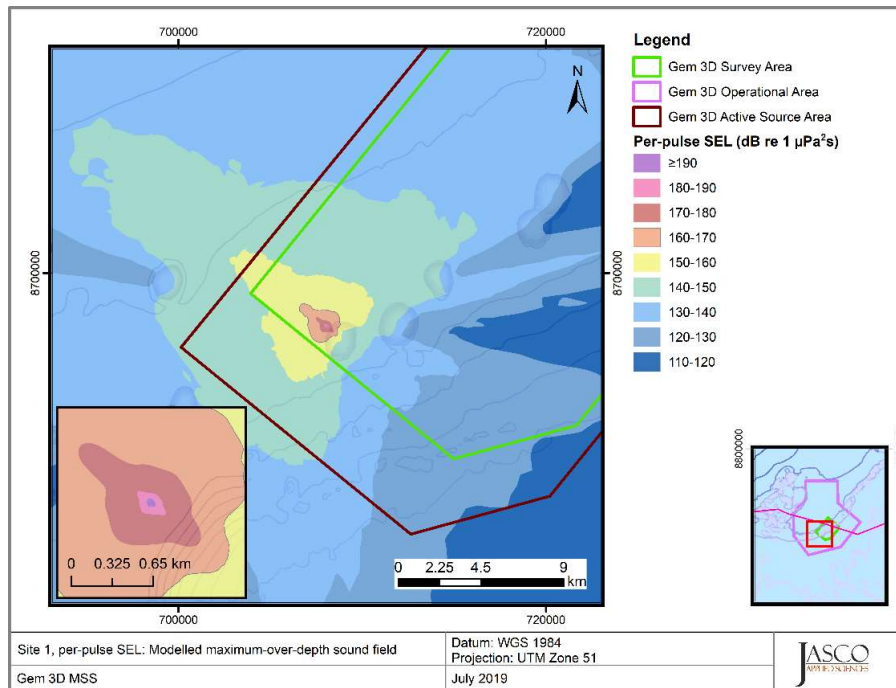 700000
720000
8700000
N
8700000
0
0.325
0.65 km
0 2.25 4.5
9
km
700000
720000
Legend
Gem 3D Survey Area
Gem 3D Operational Area
Gem 3D Active Source Area
Per-pulse SEL (dB re 1 µPa²s)
≥190
180-190
170-180
160-170
150-160
140-150
130-140
120-130
110-120
8800000
Site 1, per-pulse SEL: Modelled maximum-over-depth sound field
Datum: WGS 1984
Projection: UTM Zone 51
Gem 3D MSS
July 2019
JASCO
APPLIED SCIENCES